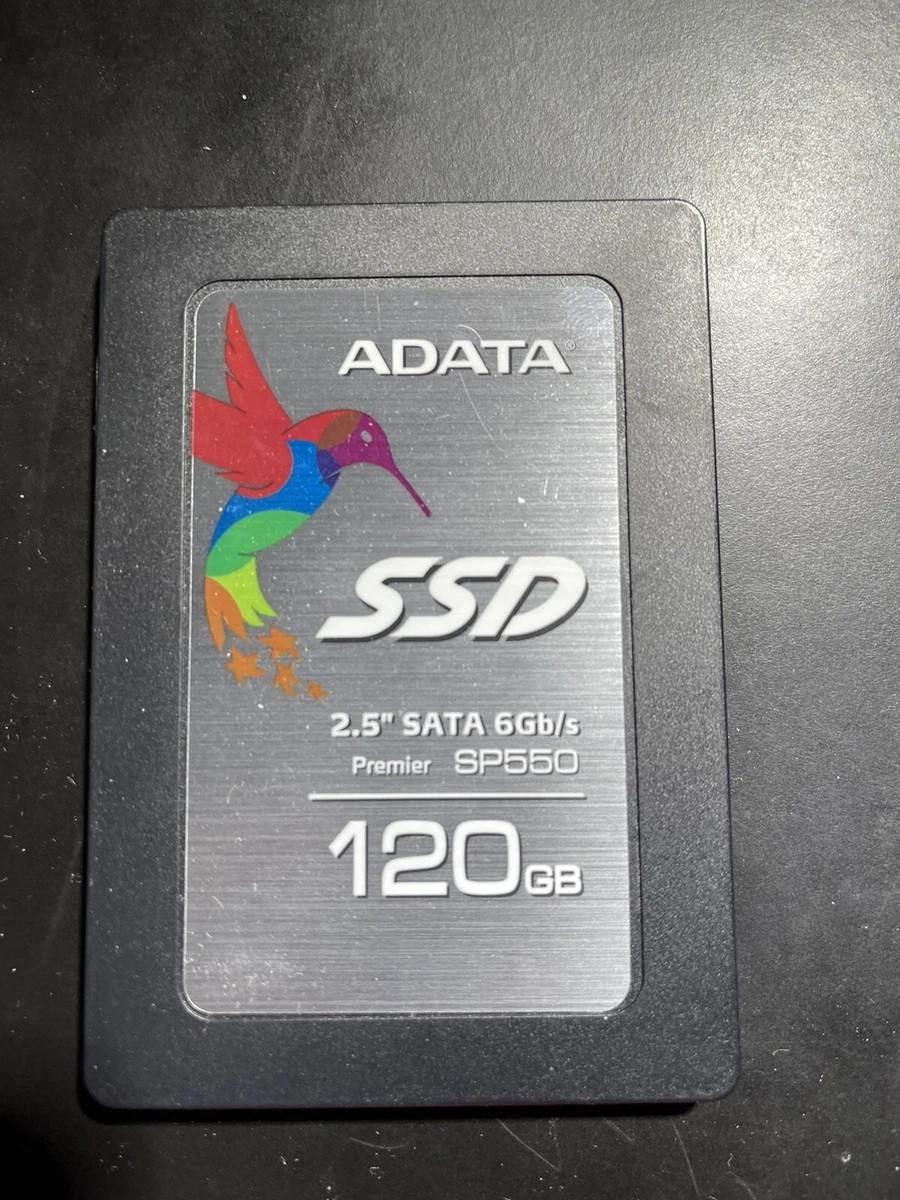 ADATA®
SSD
2.5" SATA 6Gb/s
Premier SP550
120GB